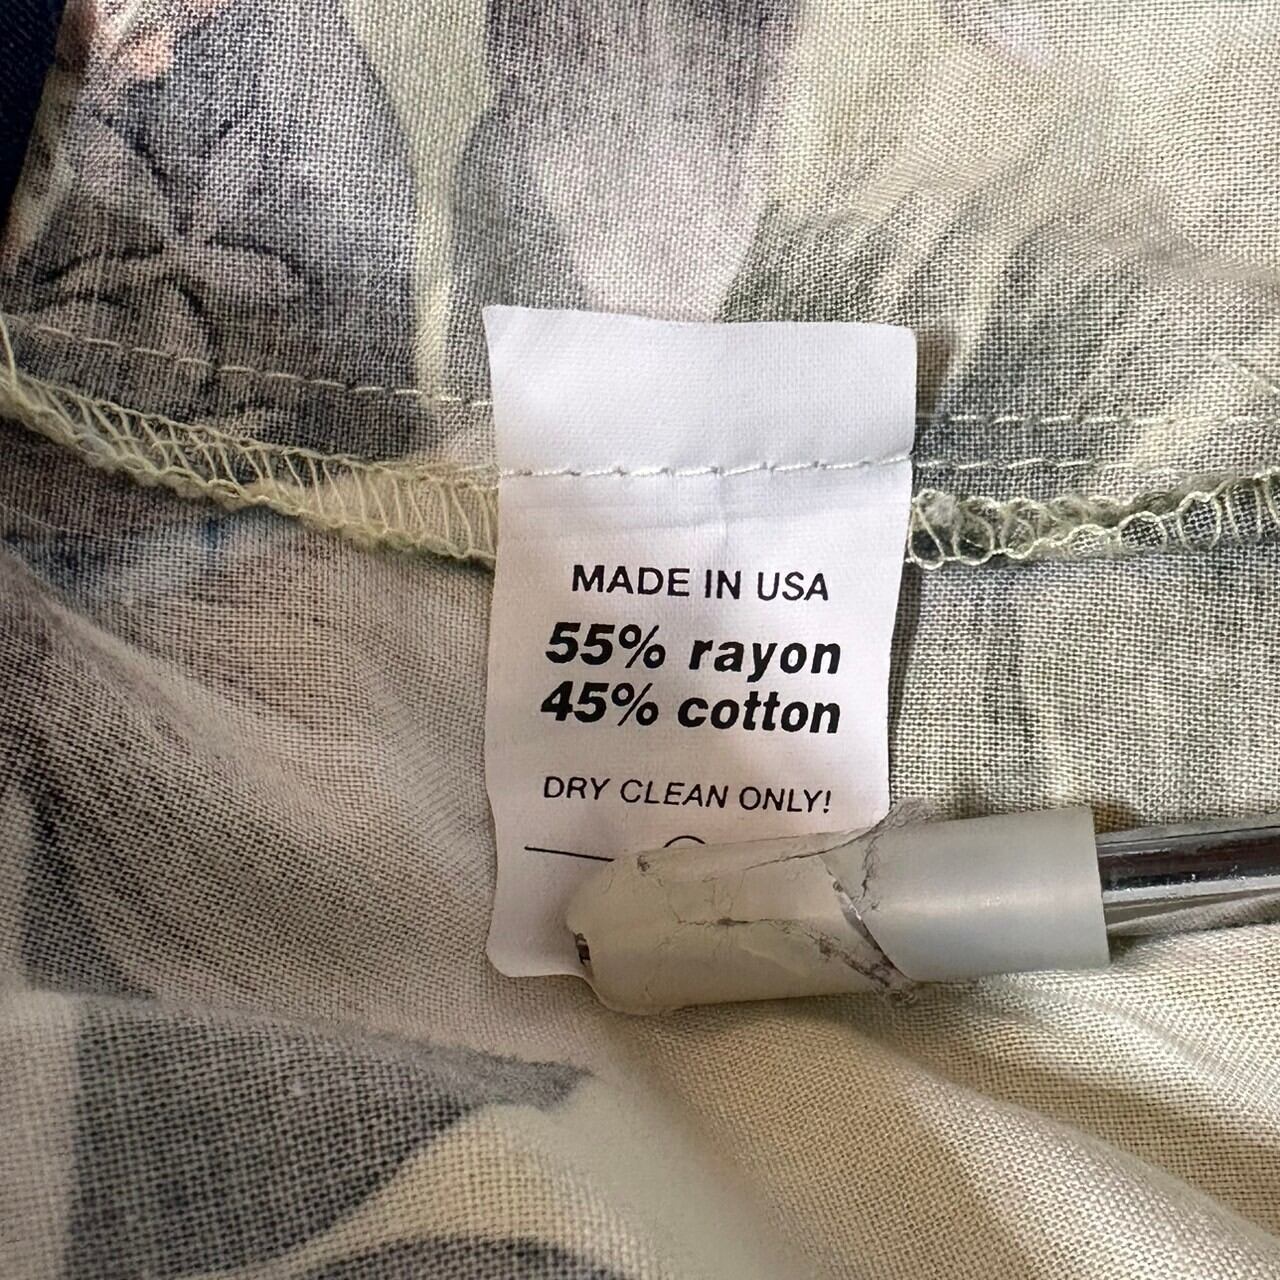 MADE IN USA
55% rayon
45% cotton
DRY CLEAN ONLY!